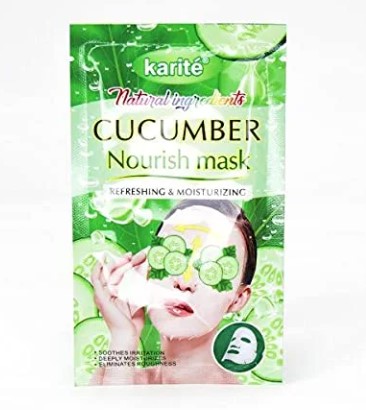 karité®
Natural ingredients
CUCUMBER
Nourish mask
REFRESHING & MOISTURIZING
• SOOTHES IRRITATION
• DEEPLY MOISTURIZES
• ELIMINATES ROUGHNESS